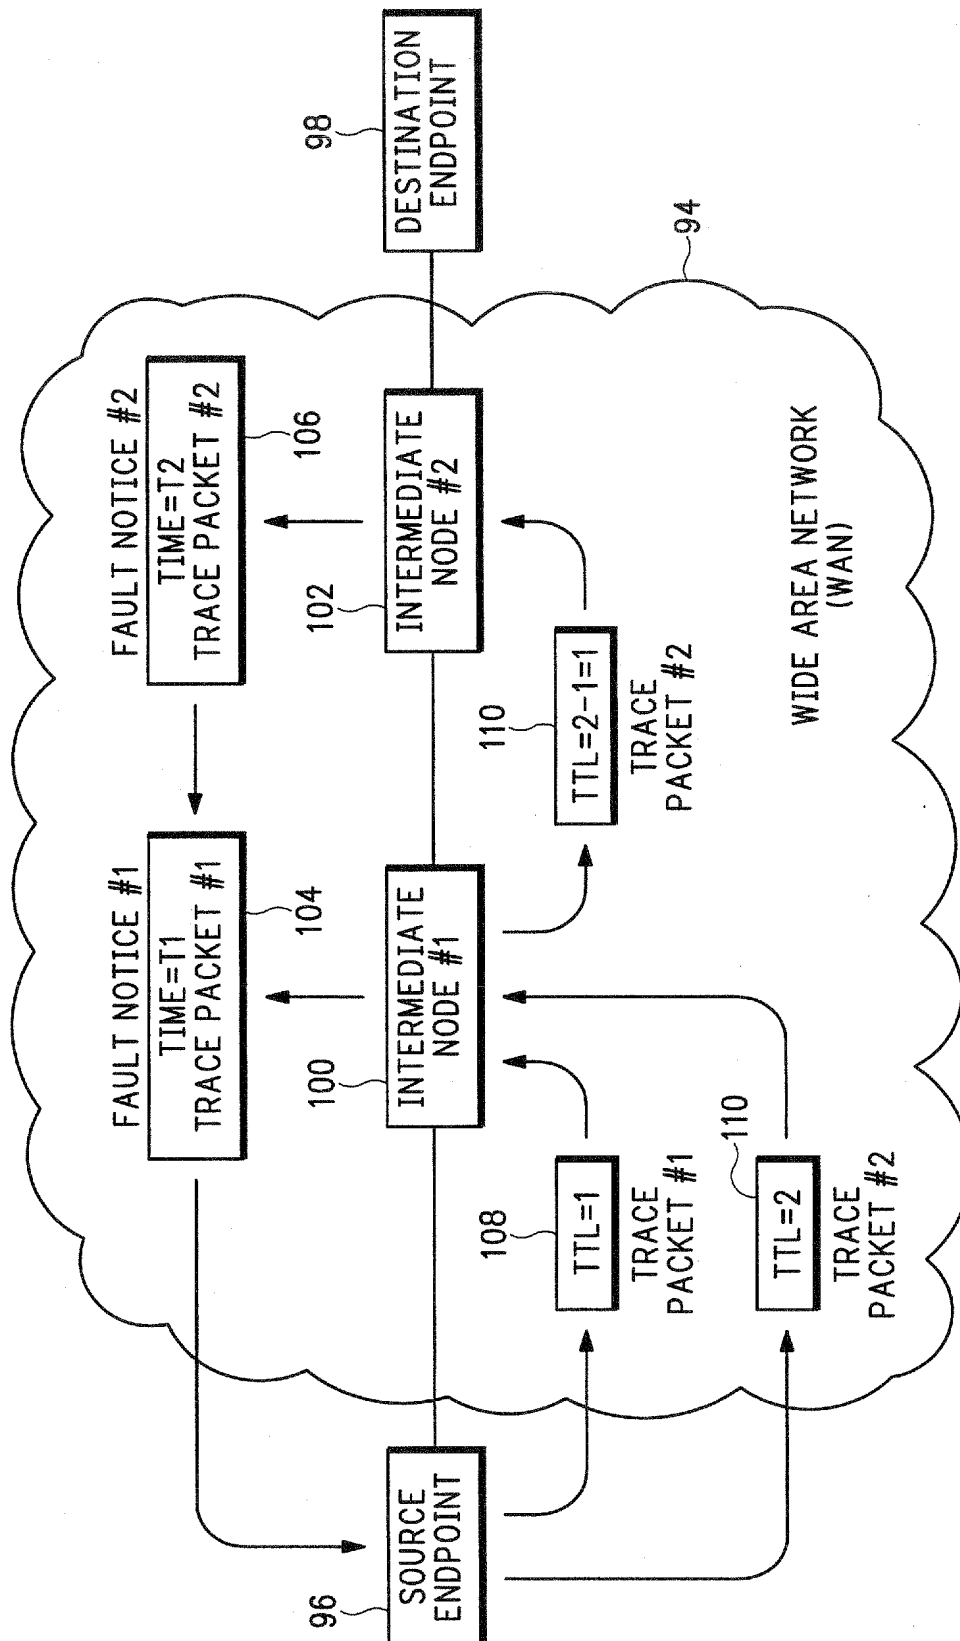 FAULT NOTICE #1
TIME=T1
TRACE PACKET #1
104
FAULT NOTICE #2
TIME=T2
TRACE PACKET #2
106
96
SOURCE
ENDPOINT
100
INTERMEDIATE
NODE #1
102
INTERMEDIATE
NODE #2
98
DESTINATION
ENDPOINT
108
TTL=1
TRACE
PACKET #1
110
TTL=2-1=1
TRACE
PACKET #2
94
110
TTL=2
TRACE
PACKET #2
WIDE AREA NETWORK
(WAN)